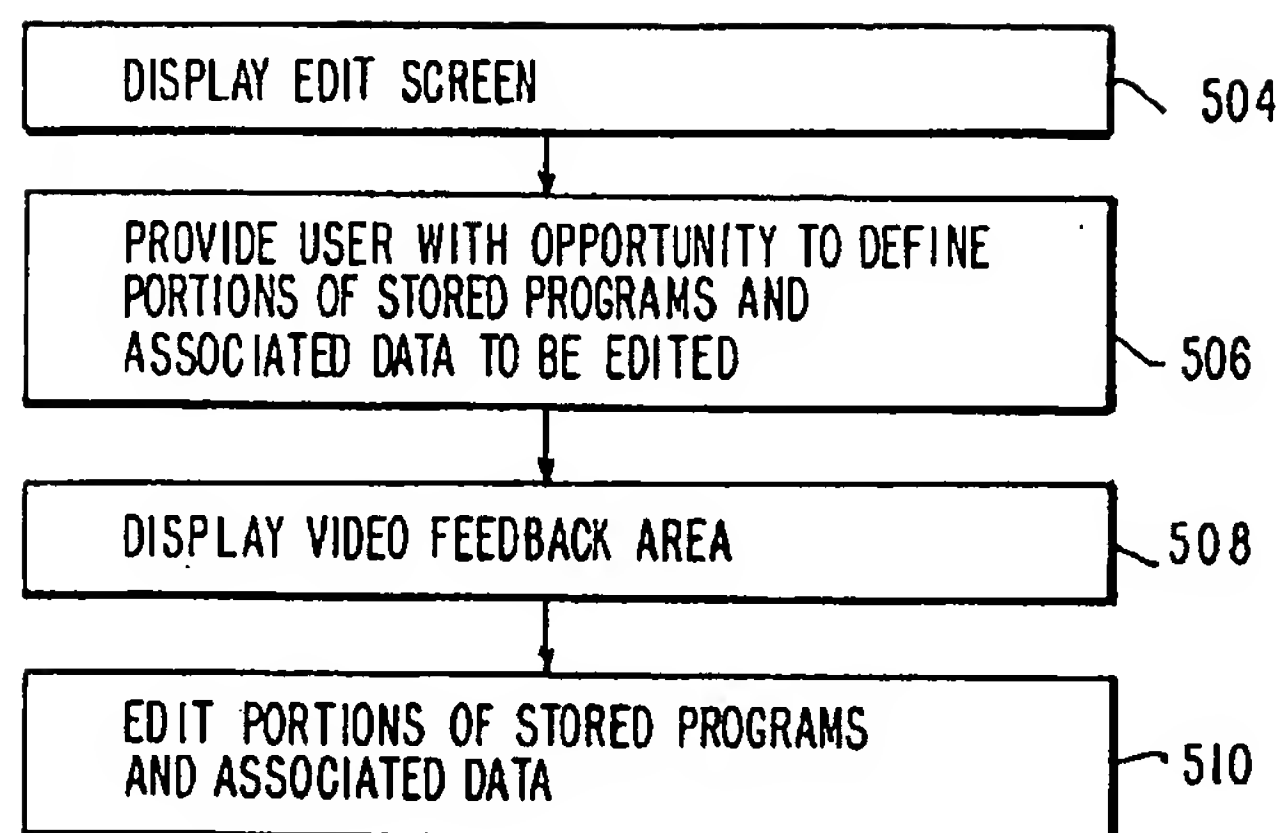 DISPLAY EDIT SCREEN
504
PROVIDE USER WITH OPPORTUNITY TO DEFINE
PORTIONS OF STORED PROGRAMS AND
ASSOCIATED DATA TO BE EDITED
506
DISPLAY VIDEO FEEDBACK AREA
508
EDIT PORTIONS OF STORED PROGRAMS
AND ASSOCIATED DATA
510